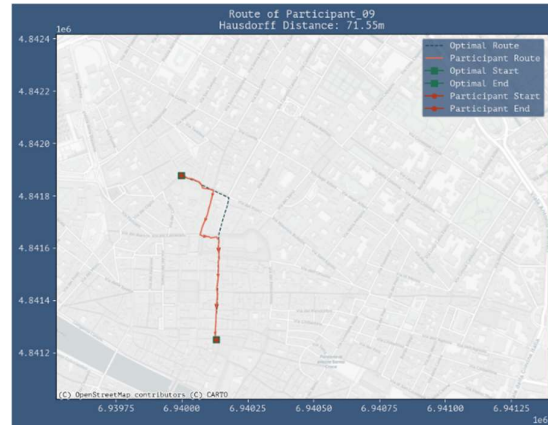 Route of Participant_09
Hausdorff Distance: 71.55m
1e6
4.8424
4.8422
4.8420
4.8418
4.8416
4.8414
4.8412
Optimal Route
Participant Route
Optimal Start
Optimal End
Participant Start
Participant End
(C) OpenStreetMap contributors (C) CARTO
6.93975
6.94000
6.94025
6.94050
6.94075
6.94100
6.94125
1e6